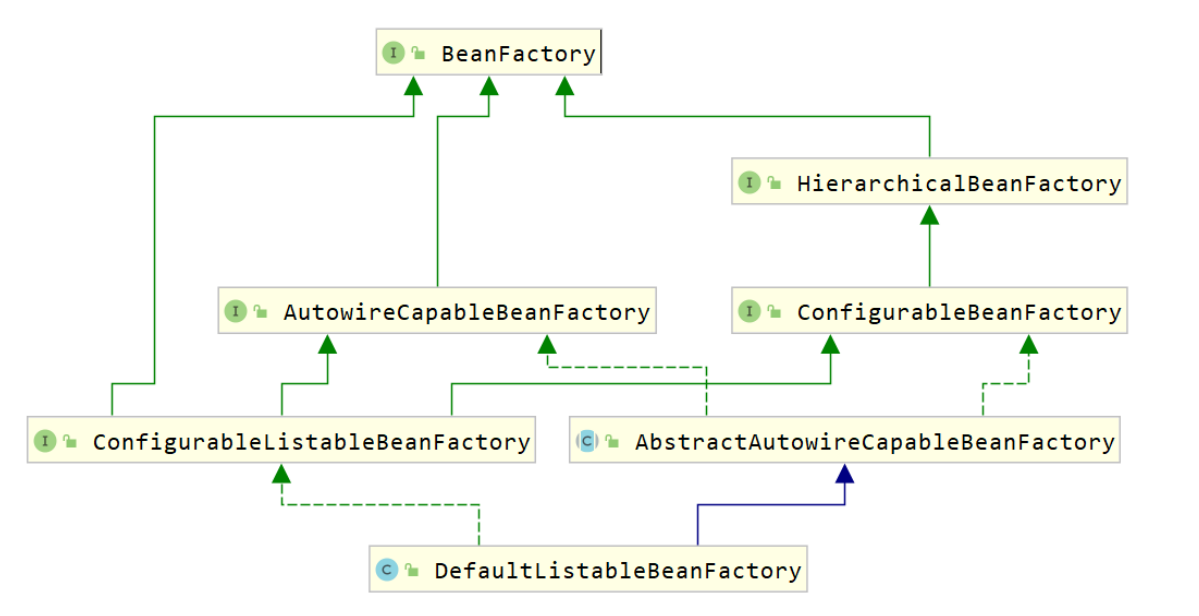 I BeanFactory
I HierarchicalBeanFactory
I AutowireCapableBeanFactory
I ConfigurableBeanFactory
I ConfigurableListableBeanFactory
C AbstractAutowireCapableBeanFactory
C DefaultListableBeanFactory